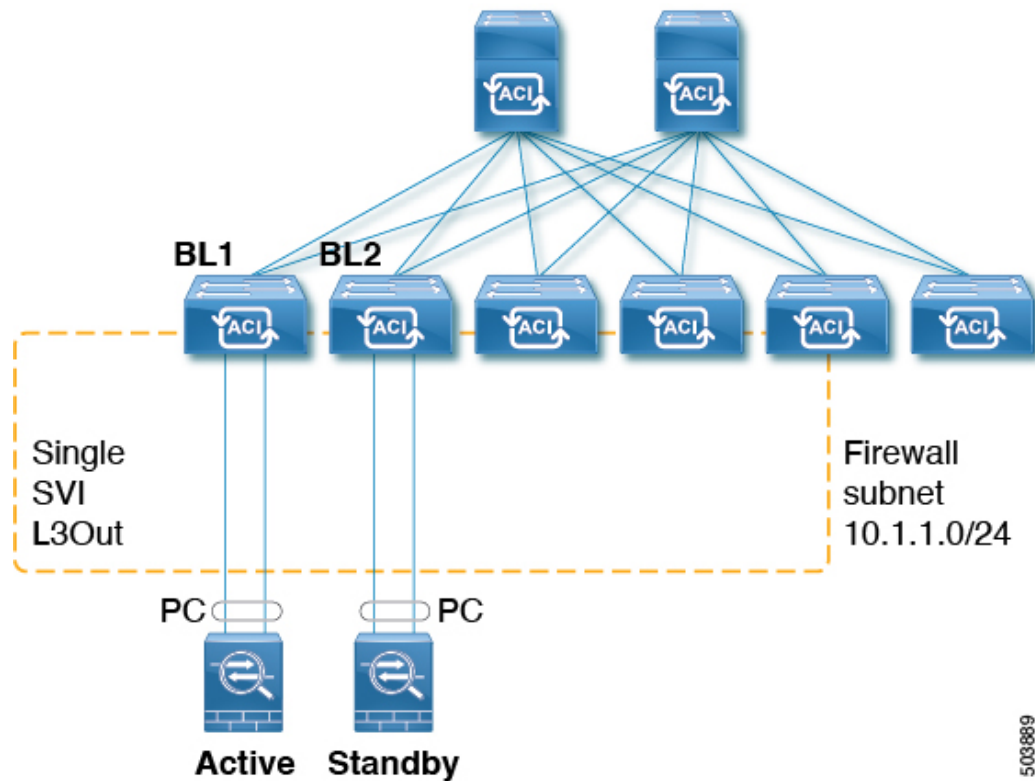 ACI ACI
BL1 BL2
ACI ACI ACI ACI ACI ACI
Single
SVI
L3Out
Firewall
subnet
10.1.1.0/24
PC PC
Active Standby
503889